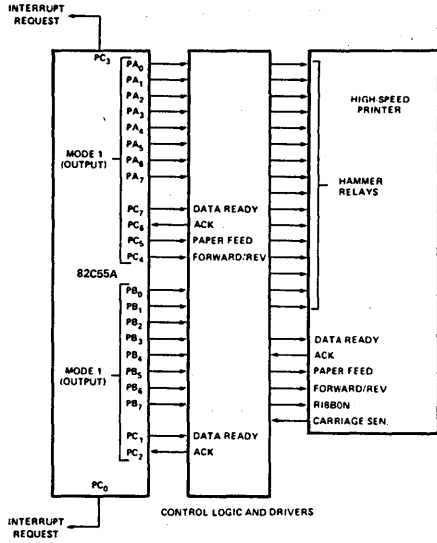 INTERRUPT
REQUEST
PC3
PA0
PA1
PA2
PA3
PA4
PA5
PA6
PA7
MODE 1
(OUTPUT)
PC7
PC6
PC5
PC4
DATA READY
ACK
PAPER FEED
FORWARD/REV
82C55A
PB0
PB1
PB2
PB3
PB4
PB5
PB6
PB7
MODE 1
(OUTPUT)
PC1
PC2
DATA READY
ACK
PC0
INTERRUPT
REQUEST
CONTROL LOGIC AND DRIVERS
HIGH-SPEED
PRINTER
HAMMER
RELAYS
DATA READY
ACK
PAPER FEED
FORWARD/REV
RIBBON
CARRIAGE SEN.